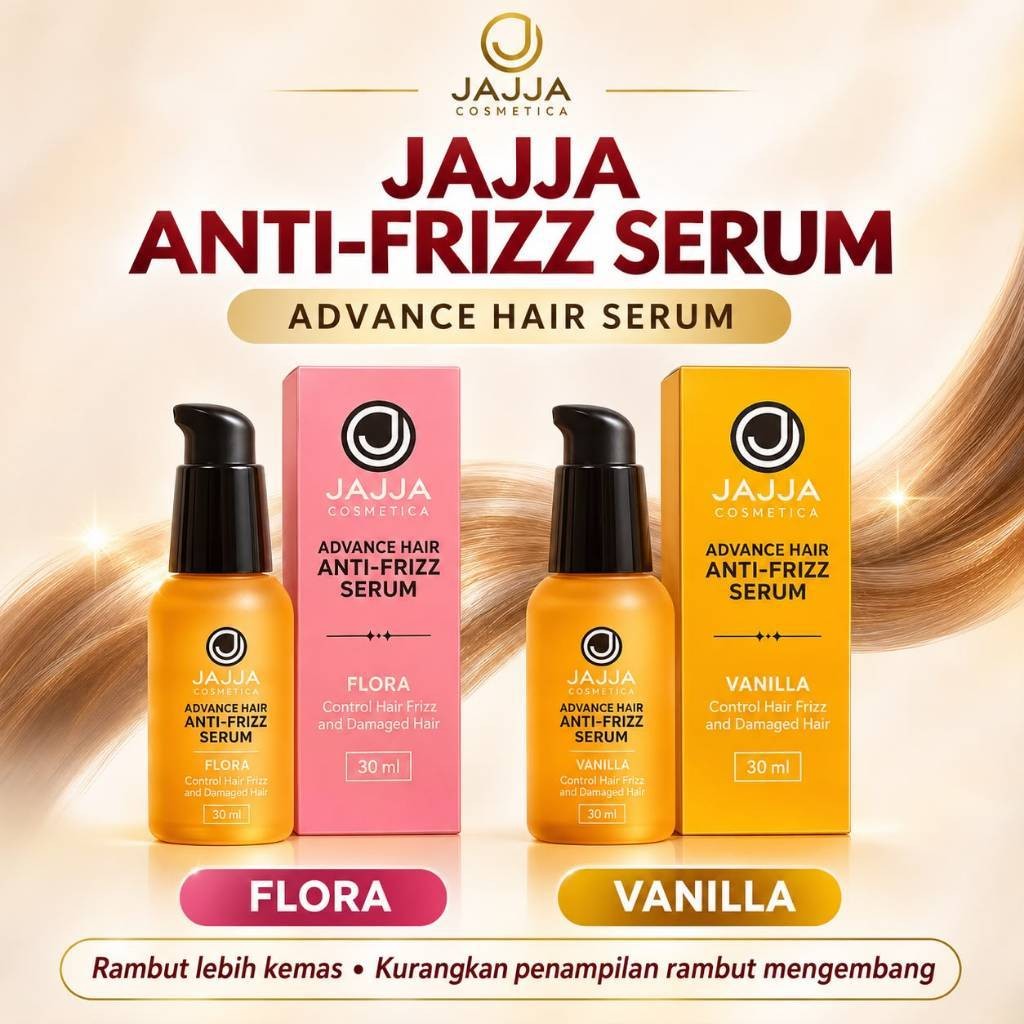 JAJJA
COSMETICA
JAJJA
ANTI-FRIZZ SERUM
ADVANCE HAIR SERUM
JAJJA
COSMETICA
ADVANCE HAIR
ANTI-FRIZZ
SERUM
FLORA
Control Hair Frizz
and Damaged Hair
30 ml
JAJJA
COSMETICA
ADVANCE HAIR
ANTI-FRIZZ
SERUM
FLORA
Control Hair Frizz
and Damaged Hair
30 ml
JAJJA
COSMETICA
ADVANCE HAIR
ANTI-FRIZZ
SERUM
VANILLA
Control Hair Frizz
and Damaged Hair
30 ml
JAJJA
COSMETICA
ADVANCE HAIR
ANTI-FRIZZ
SERUM
VANILLA
Control Hair Frizz
and Damaged Hair
30 ml
FLORA
VANILLA
Rambut lebih kemas • Kurangkan penampilan rambut mengembang